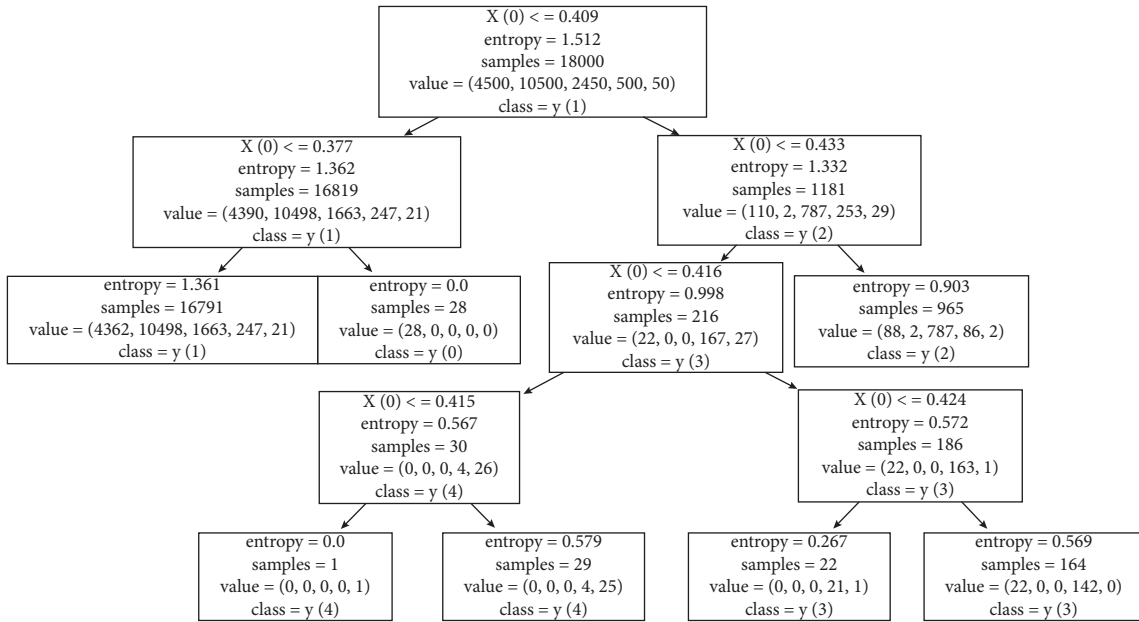 X (0) < = 0.409
entropy = 1.512
samples = 18000
value = (4500, 10500, 2450, 500, 50)
class = y (1)
X (0) < = 0.377
entropy = 1.362
samples = 16819
value = (4390, 10498, 1663, 247, 21)
class = y (1)
X (0) < = 0.433
entropy = 1.332
samples = 1181
value = (110, 2, 787, 253, 29)
class = y (2)
entropy = 1.361
samples = 16791
value = (4362, 10498, 1663, 247, 21)
class = y (1)
entropy = 0.0
samples = 28
value = (28, 0, 0, 0, 0)
class = y (0)
X (0) < = 0.416
entropy = 0.998
samples = 216
value = (22, 0, 0, 167, 27)
class = y (3)
entropy = 0.903
samples = 965
value = (88, 2, 787, 86, 2)
class = y (2)
X (0) < = 0.415
entropy = 0.567
samples = 30
value = (0, 0, 0, 4, 26)
class = y (4)
X (0) < = 0.424
entropy = 0.572
samples = 186
value = (22, 0, 0, 163, 1)
class = y (3)
entropy = 0.0
samples = 1
value = (0, 0, 0, 0, 1)
class = y (4)
entropy = 0.579
samples = 29
value = (0, 0, 0, 4, 25)
class = y (4)
entropy = 0.267
samples = 22
value = (0, 0, 0, 21, 1)
class = y (3)
entropy = 0.569
samples = 164
value = (22, 0, 0, 142, 0)
class = y (3)